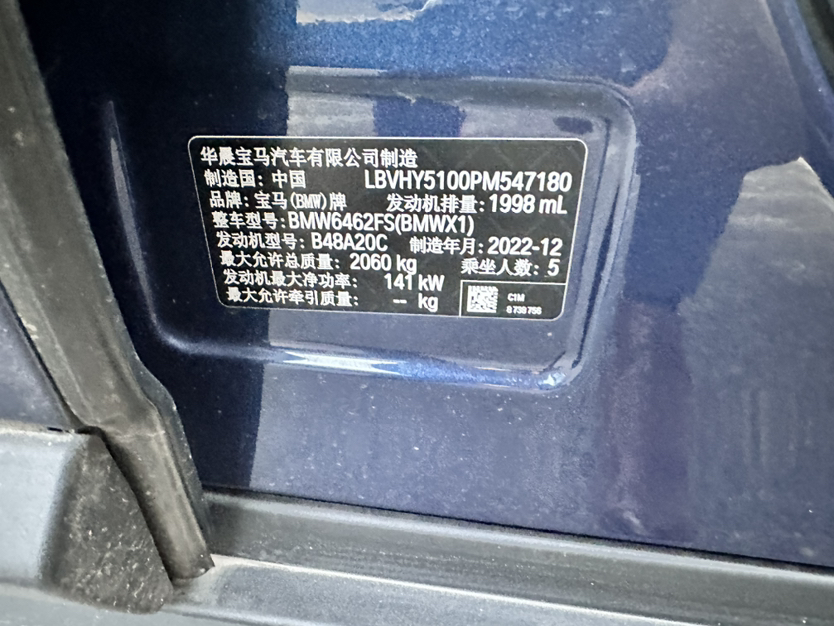 华晨宝马汽车有限公司制造
制造国: 中国 LBVHY5100PM547180
品牌: 宝马(BMW)牌 发动机排量: 1998 mL
整车型号: BMW6462FS(BMWX1)
发动机型号: B48A20C 制造年月: 2022-12
最大允许总质量: 2060 kg 乘坐人数: 5
发动机最大净功率: 141 kW
最大允许牵引质量: -- kg
C1M
8 739 756